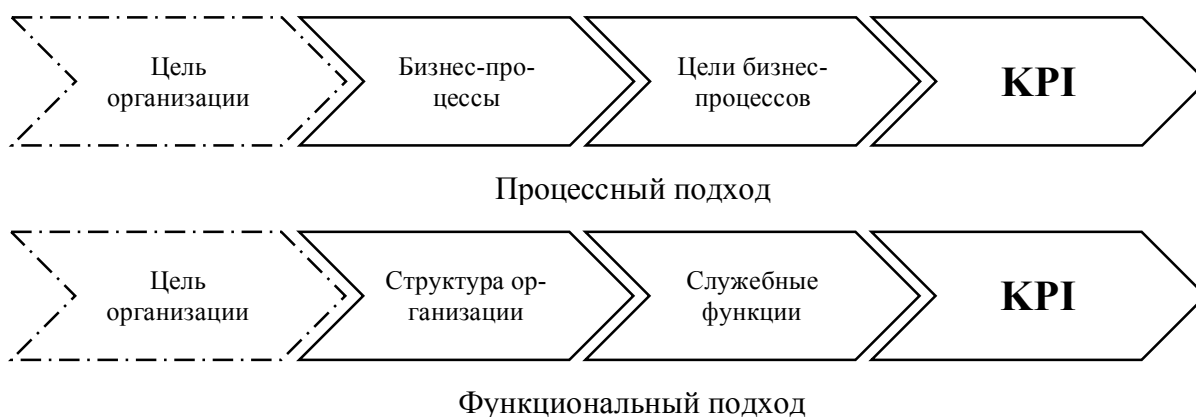 Цель
организации
Бизнес-про-
цессы
Цели бизнес-
процессов
KPI
Процессный подход
Цель
организации
Структура ор-
ганизации
Служебные
функции
KPI
Функциональный подход